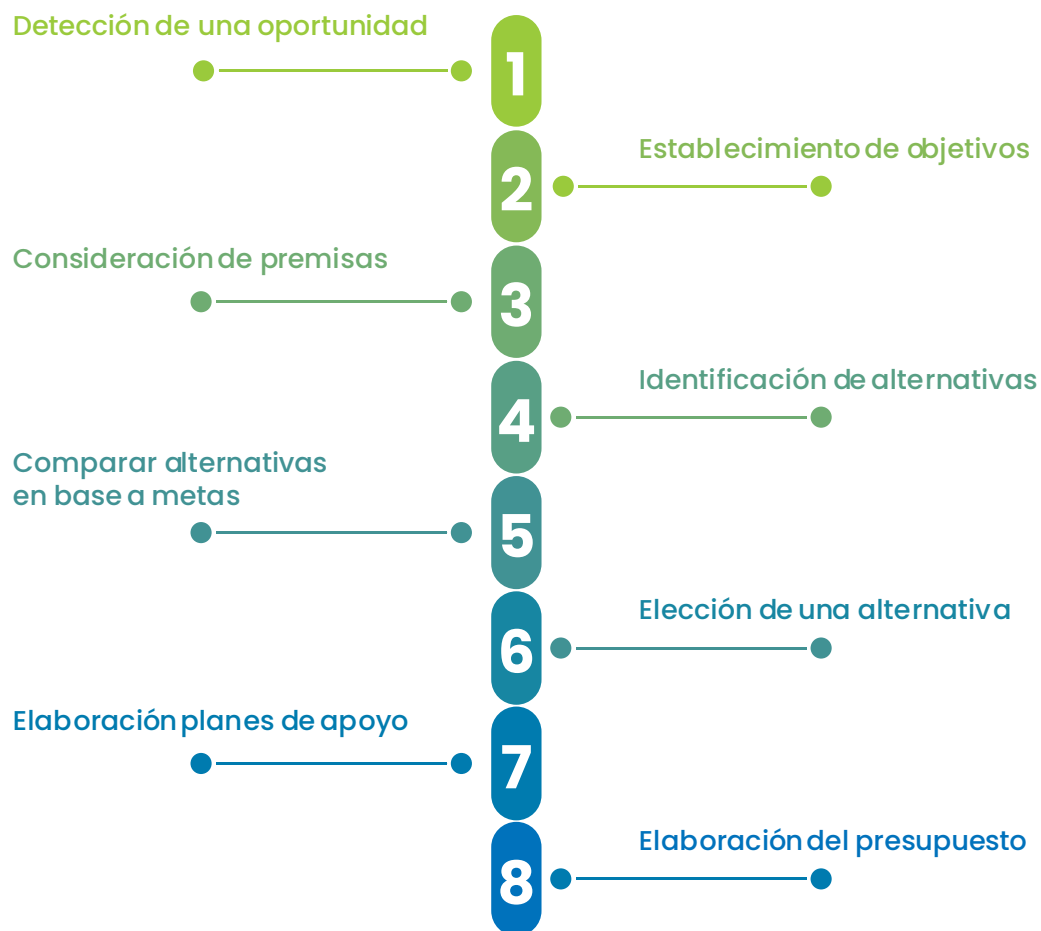 Detección de una oportunidad
1
Establecimiento de objetivos
2
Consideración de premisas
3
Identificación de alternativas
4
Comparar alternativas
en base a metas
5
Elección de una alternativa
6
Elaboración planes de apoyo
7
Elaboración del presupuesto
8